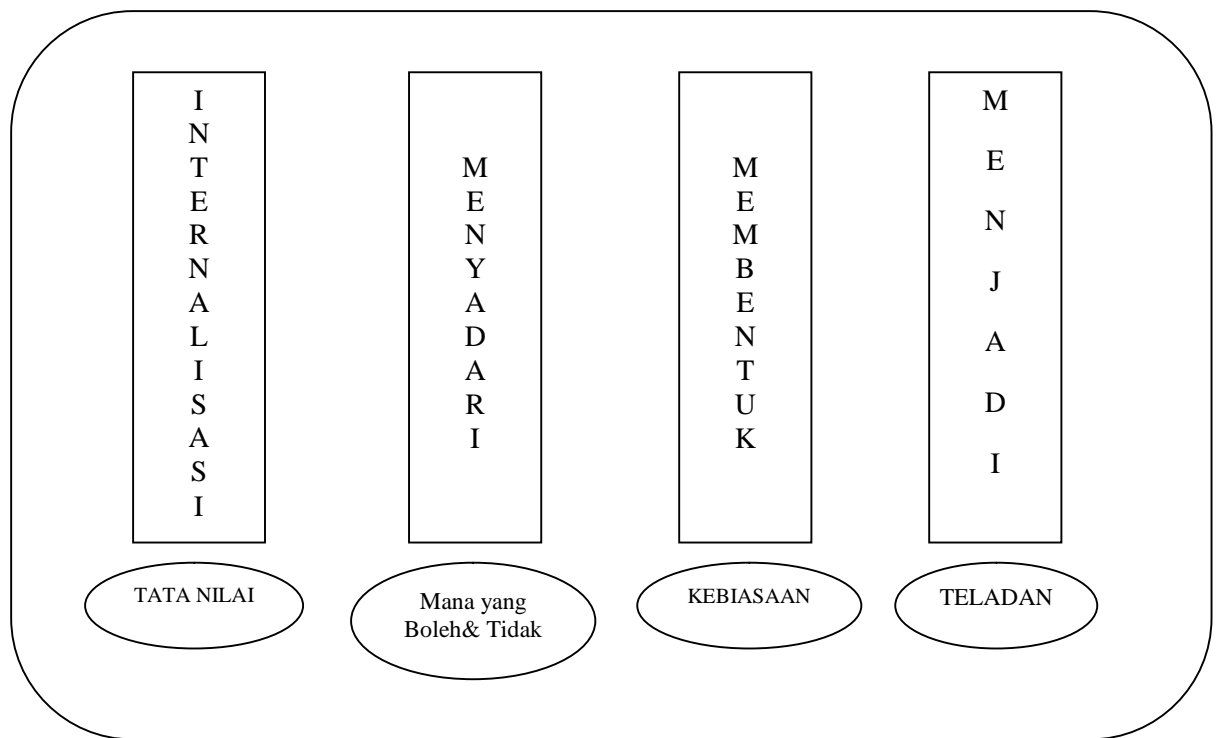 INTERNALISASI
TATA NILAI
MENYADARI
Mana yang
Boleh& Tidak
MEMBENTUK
KEBIASAAN
MENJADI
TELADAN